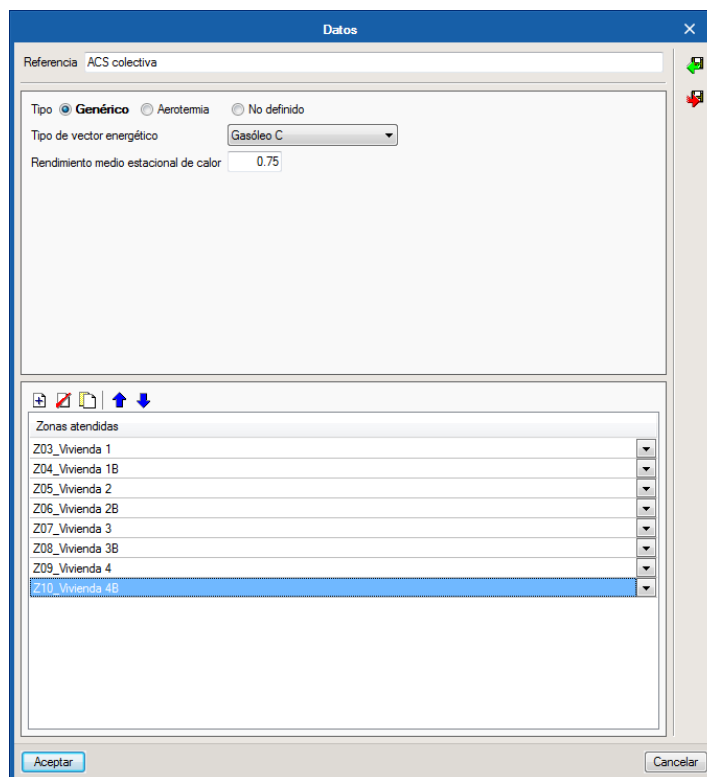 Datos
Referencia ACS colectiva
Tipo Genérico Aerotermia No definido
Tipo de vector energético Gasóleo C
Rendimiento medio estacional de calor 0.75
Zonas atendidas
Z03_Vivienda 1
Z04_Vivienda 1B
Z05_Vivienda 2
Z06_Vivienda 2B
Z07_Vivienda 3
Z08_Vivienda 3B
Z09_Vivienda 4
Z10_Vivienda 4B
Aceptar Cancelar